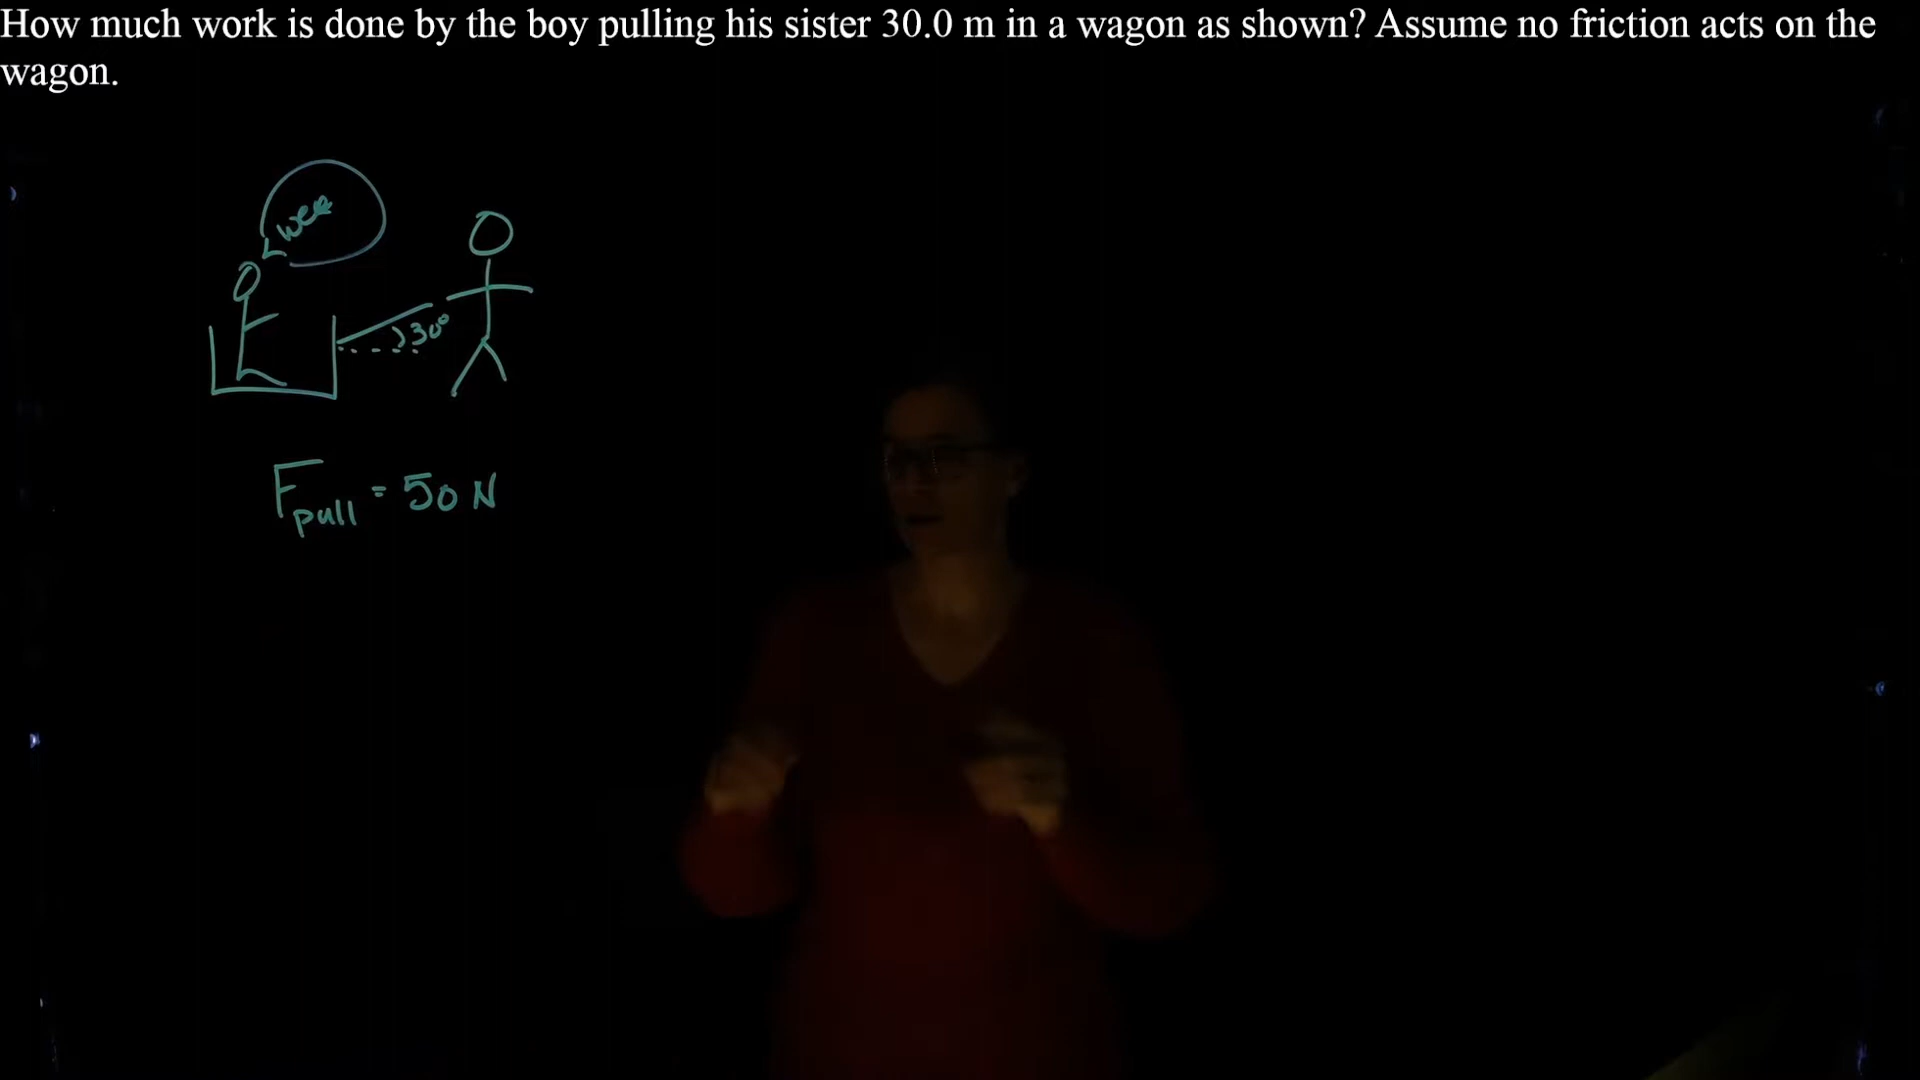 How much work is done by the boy pulling his sister 30.0 m in a wagon as shown? Assume no friction acts on the
wagon.
wee
30°
Fpull = 50 N